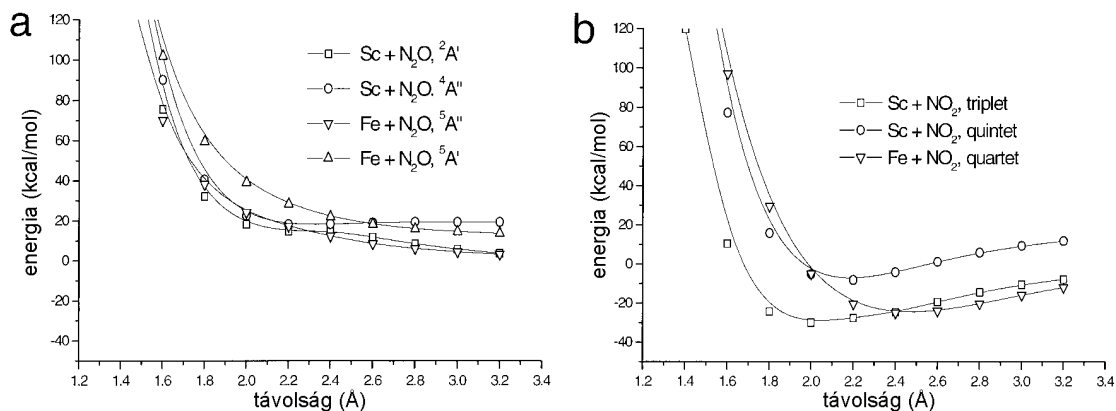 a
120
100
80
60
40
20
0
-20
-40
energia (kcal/mol)
Sc + N₂O, ²A'
Sc + N₂O. ⁴A"
Fe + N₂O, ⁵A"
Fe + N₂O, ⁵A'
1.2 1.4 1.6 1.8 2.0 2.2 2.4 2.6 2.8 3.0 3.2 3.4
távolság (Å)
b
120
100
80
60
40
20
0
-20
-40
energia (kcal/mol)
Sc + NO₂, triplet
Sc + NO₂, quintet
Fe + NO₂, quartet
1.2 1.4 1.6 1.8 2.0 2.2 2.4 2.6 2.8 3.0 3.2 3.4
távolság (Å)